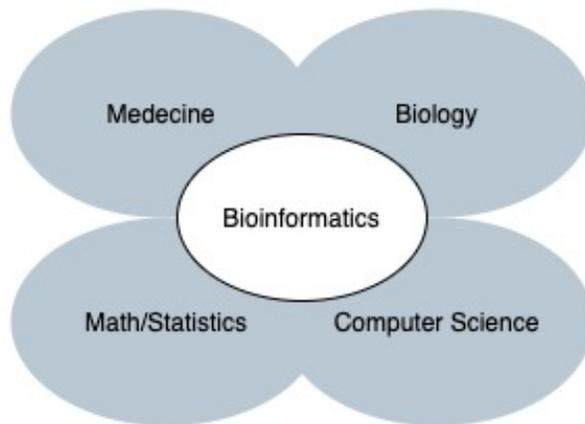 Medecine
Biology
Bioinformatics
Math/Statistics
Computer Science